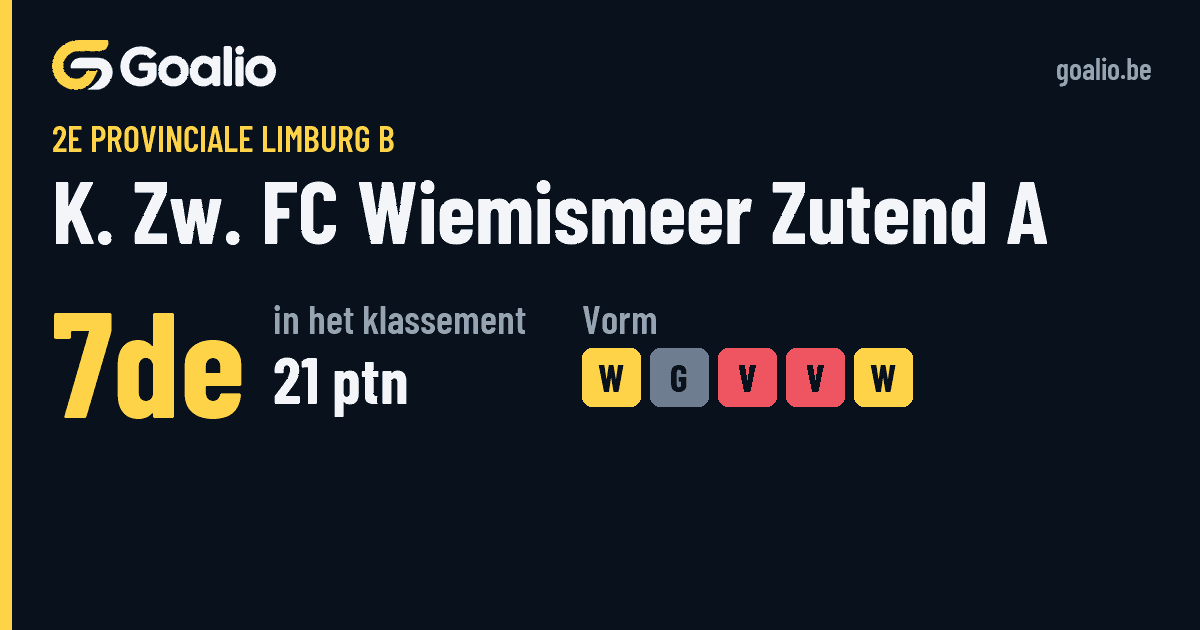 Goalio
goalio.be
2E PROVINCIALE LIMBURG B
K. Zw. FC Wiemismeer Zutend A
7de
in het klassement
21 ptn
Vorm
W G V V W